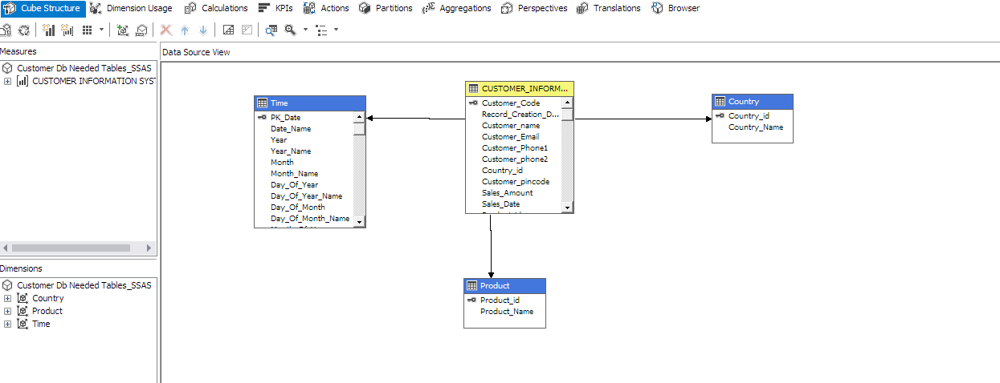 Cube Structure Dimension Usage Calculations KPIs Actions Partitions Aggregations Perspectives Translations Browser
Measures
Customer Db Needed Tables_SSAS
CUSTOMER INFORMATION SYST
Dimensions
Customer Db Needed Tables_SSAS
Country
Product
Time
Data Source View
Time
PK_Date
Date_Name
Year
Year_Name
Month
Month_Name
Day_Of_Year
Day_Of_Year_Name
Day_Of_Month
Day_Of_Month_Name
CUSTOMER_INFORM...
Customer_Code
Record_Creation_D...
Customer_name
Customer_Email
Customer_Phone1
Customer_phone2
Country_id
Customer_pincode
Sales_Amount
Sales_Date
Country
Country_id
Country_Name
Product
Product_id
Product_Name